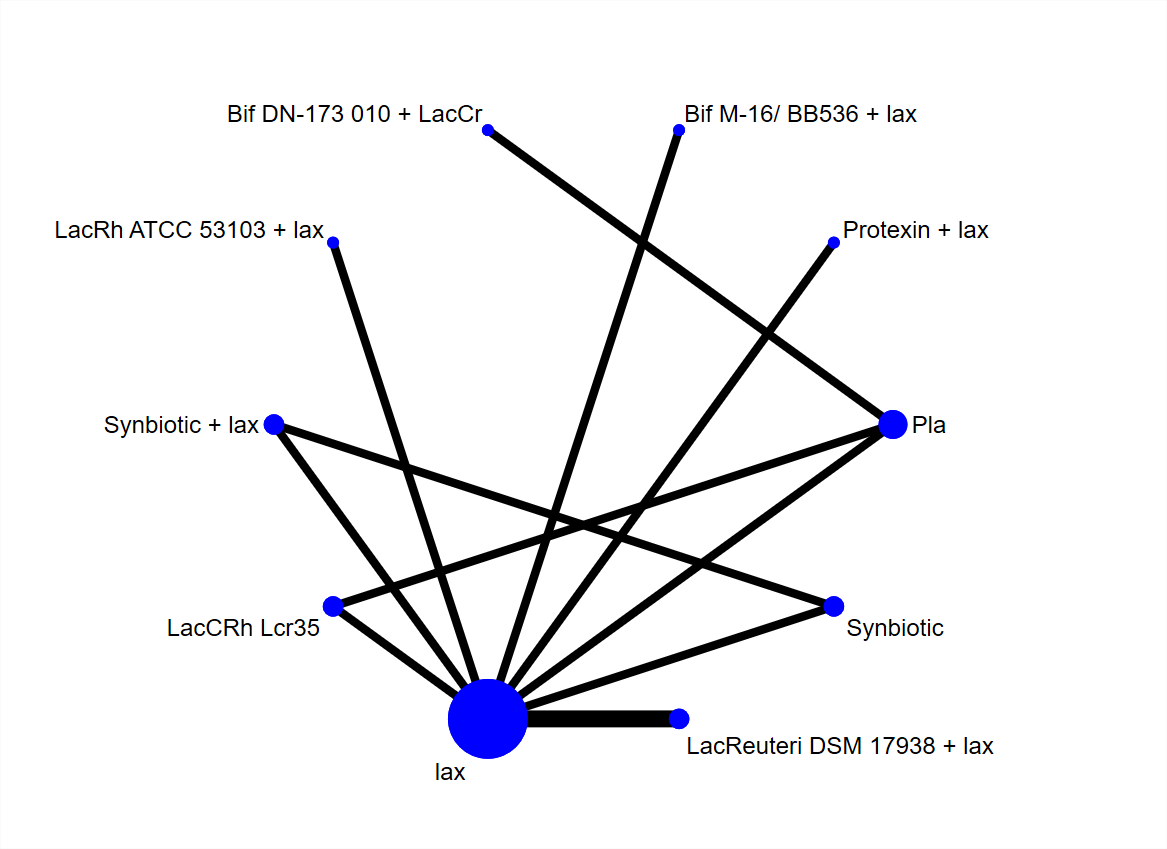 Bif DN-173 010 + LacCr
Bif M-16/ BB536 + lax
LacRh ATCC 53103 + lax
Protexin + lax
Synbiotic + lax
Pla
LacCRh Lcr35
Synbiotic
LacReuteri DSM 17938 + lax
lax